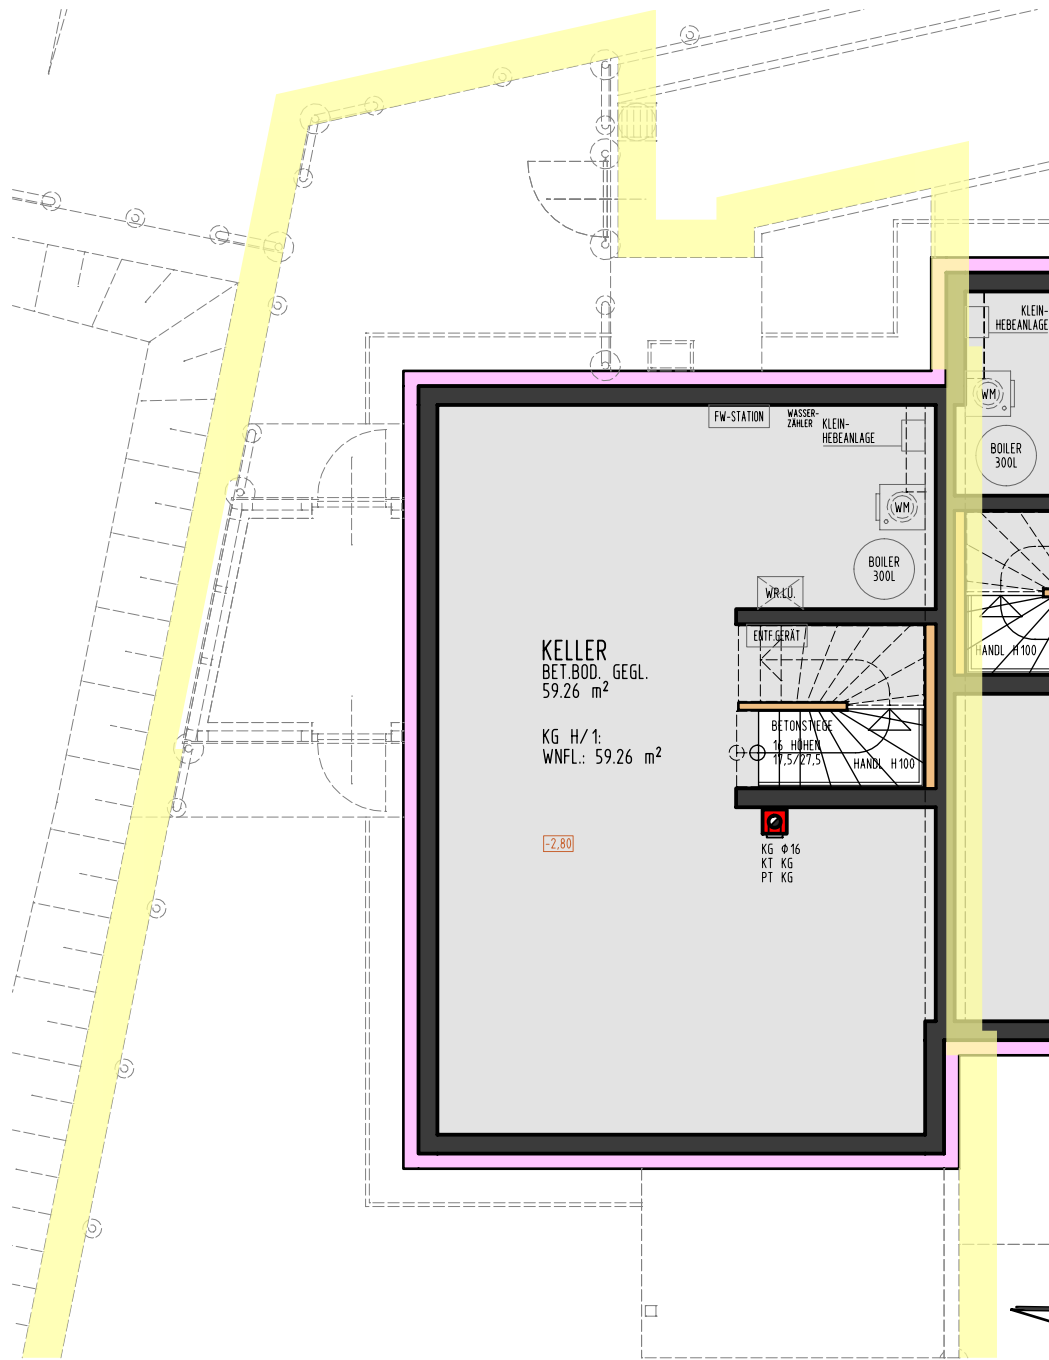 KLEIN-
HEBEANLAGE
WM
BOILER
300L
FW-STATION
WASSER-
ZÄHLER
KLEIN-
HEBEANLAGE
WM
BOILER
300L
WR.LÜ.
ENTF.GERÄT
KELLER
BET.BOD. GEGL.
59.26 m²
KG H/1:
WNFL.: 59.26 m²
BETONSTIEGE
16 HÖHEN
17,5/27,5
HANDL H100
HANDL H100
-2,80
KG ϕ16
KT KG
PT KG